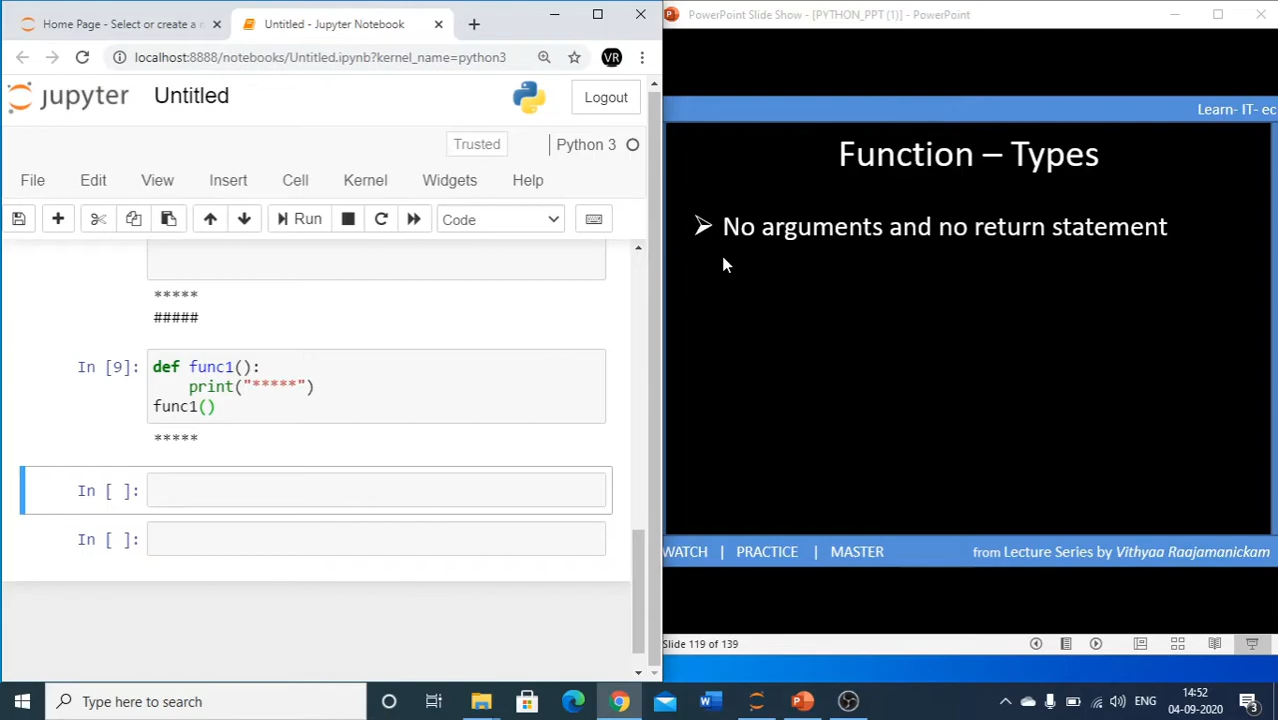 Home Page - Select or create a n
Untitled - Jupyter Notebook
localhost:8888/notebooks/Untitled.ipynb?kernel_name=python3
VR
jupyter
Untitled
Logout
Trusted
Python 3
File
Edit
View
Insert
Cell
Kernel
Widgets
Help
Run
Code
*****
#####
In [9]:
def func1():
print("*****")
func1()
*****
In [ ]:
In [ ]:
PowerPoint Slide Show - [PYTHON_PPT (1)] - PowerPoint
Learn- IT- ec
Function – Types
No arguments and no return statement
WATCH | PRACTICE | MASTER
from Lecture Series by Vithyaa Raajamanickam
Slide 119 of 139
Type here to search
ENG
14:52
04-09-2020
3